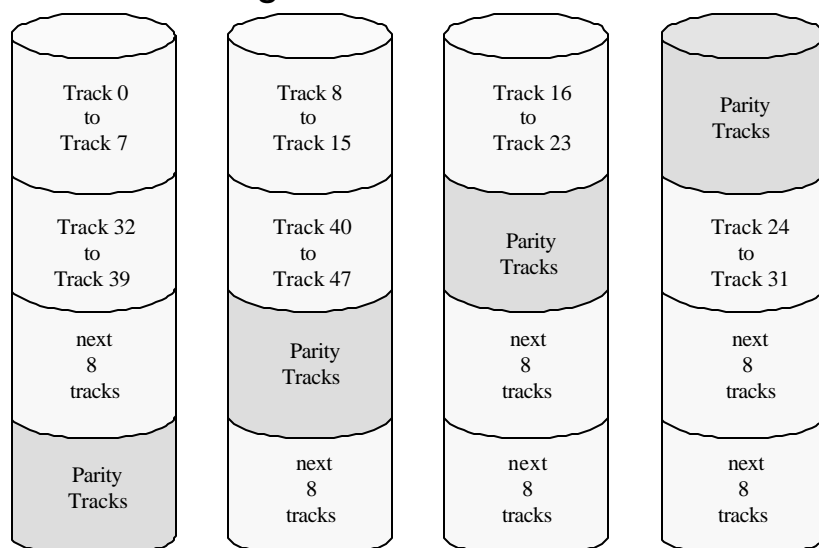 Track 0
to
Track 7
Track 8
to
Track 15
Track 16
to
Track 23
Parity
Tracks
Track 32
to
Track 39
Track 40
to
Track 47
Parity
Tracks
Track 24
to
Track 31
next
8
tracks
Parity
Tracks
next
8
tracks
next
8
tracks
Parity
Tracks
next
8
tracks
next
8
tracks
next
8
tracks